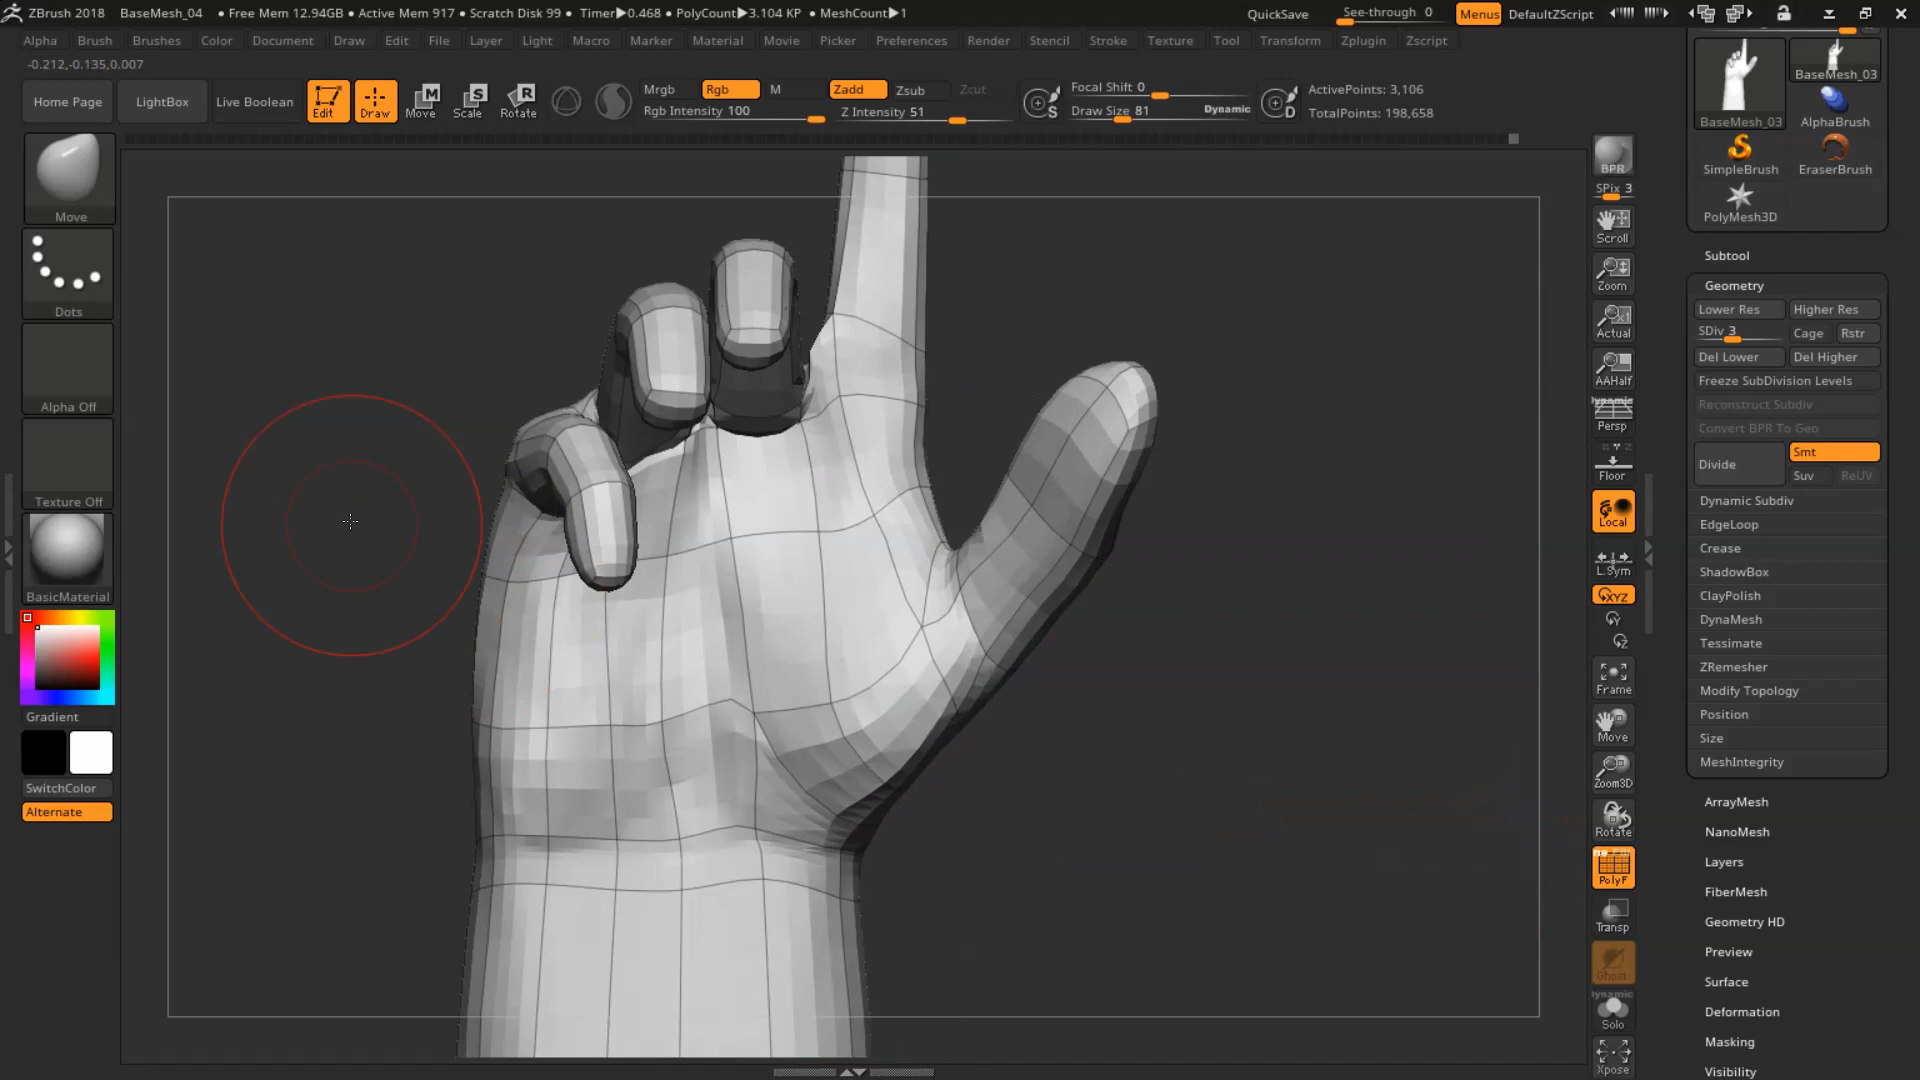 ZBrush 2018 BaseMesh_04 • Free Mem 12.94GB • Active Mem 917 • Scratch Disk 99 • Timer▶0.468 • PolyCount▶3.104 KP • MeshCount▶1 QuickSave See-through 0 Menus DefaultZScript
Alpha Brush Brushes Color Document Draw Edit File Layer Light Macro Marker Material Movie Picker Preferences Render Stencil Stroke Texture Tool Transform Zplugin Zscript
-0.212,-0.135,0.007
Home Page LightBox Live Boolean Edit Draw Move Scale Rotate
Mrgb Rgb M Zadd Zsub Zcut Focal Shift 0 ActivePoints: 3,106
Rgb Intensity 100 Z Intensity 51 Draw Size 81 Dynamic TotalPoints: 198,658
Move
Dots
Alpha Off
Texture Off
BasicMaterial
Gradient
SwitchColor
Alternate
BPR
SPix 3
Scroll
Zoom
Actual
AAHalf
Dynamic
Persp
Floor
Local
L.Sym
XYZ
Y
Z
Frame
Move
Zoom3D
Rotate
PolyF
Transp
Ghost
Dynamic
Solo
Xpose
BaseMesh_03
BaseMesh_03 AlphaBrush
SimpleBrush EraserBrush
PolyMesh3D
Subtool
Geometry
Lower Res Higher Res
SDiv 3 Cage Rstr
Del Lower Del Higher
Freeze SubDivision Levels
Reconstruct Subdiv
Convert BPR To Geo
Divide Smt
Suv ReUV
Dynamic Subdiv
EdgeLoop
Crease
ShadowBox
ClayPolish
DynaMesh
Tessimate
ZRemesher
Modify Topology
Position
Size
MeshIntegrity
ArrayMesh
NanoMesh
Layers
FiberMesh
Geometry HD
Preview
Surface
Deformation
Masking
Visibility